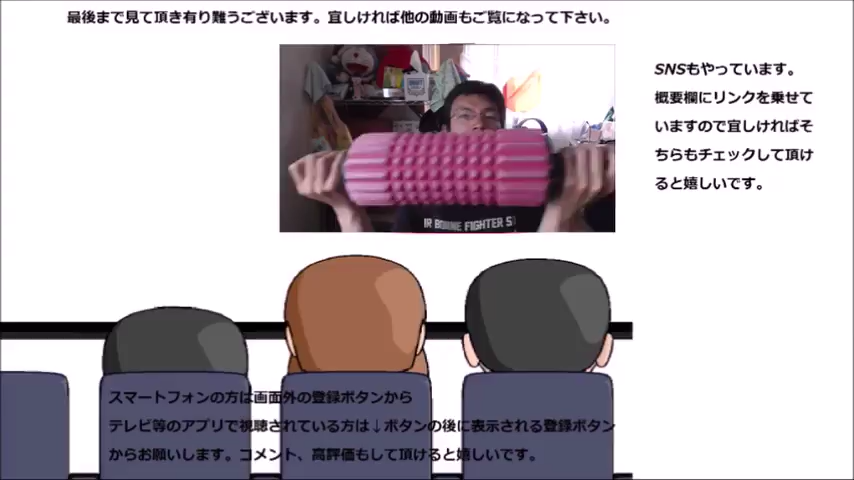 最後まで見て頂き有り難うございます。宜しければ他の動画もご覧になって下さい。
SNSもやっています。
概要欄にリンクを乗せて
いますので宜しければそ
ちらもチェックして頂け
ると嬉しいです。
FIGHTER
スマートフォンの方は画面外の登録ボタンから
テレビ等のアプリで視聴されている方は↓ボタンの後に表示される登録ボタン
からお願いします。コメント、高評価もして頂けると嬉しいです。